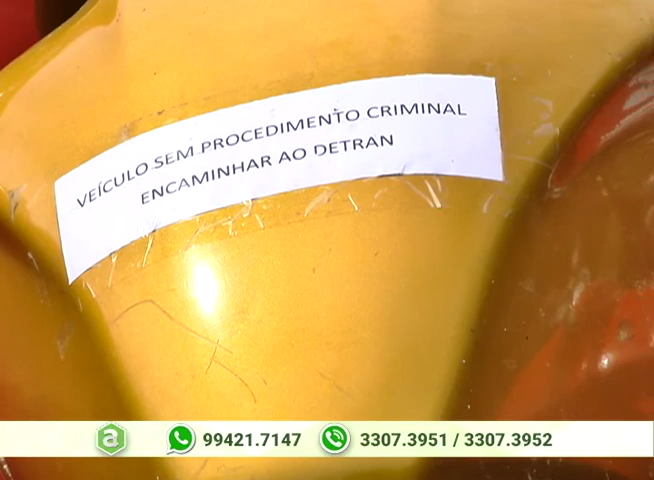 VEÍCULO SEM PROCEDIMENTO CRIMINAL
ENCAMINHAR AO DETRAN
a 99421.7147 3307.3951 / 3307.3952